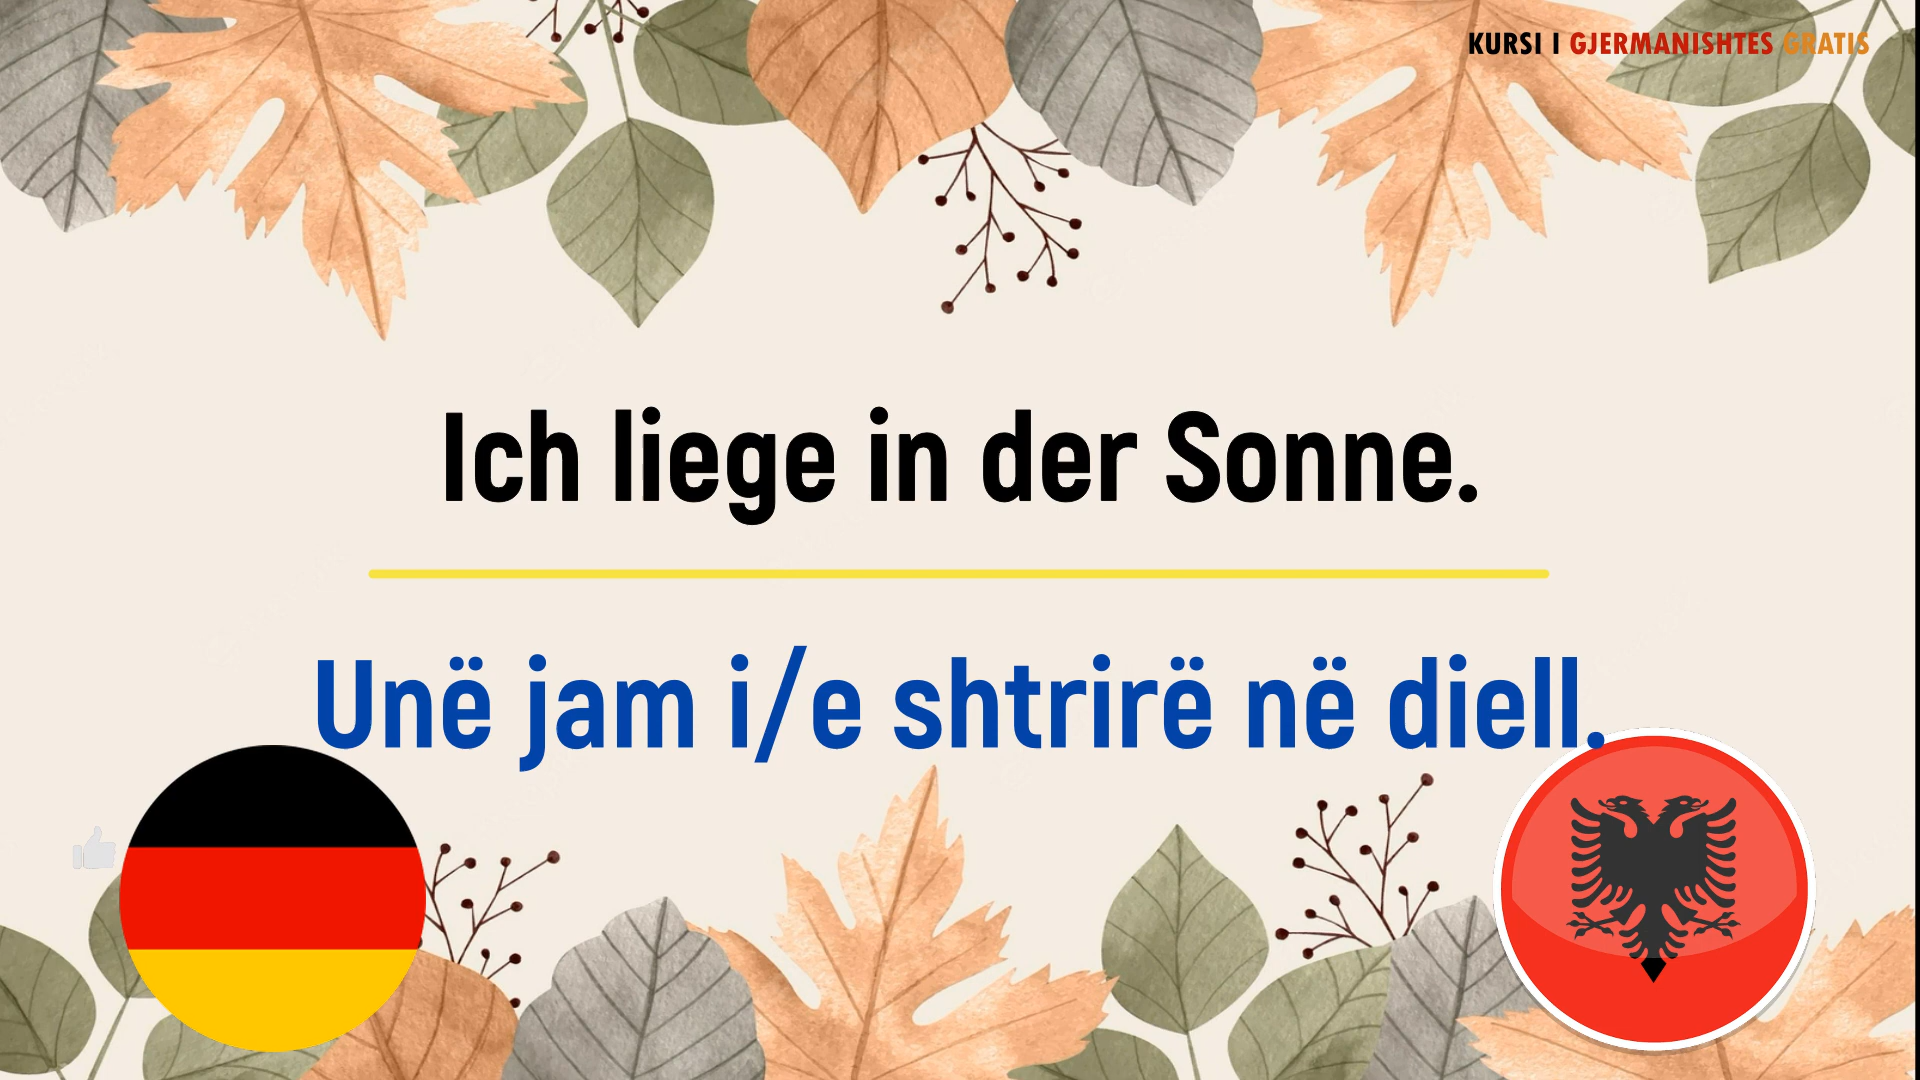 KURSI I GJERMANISHTES GRATIS
Ich liege in der Sonne.
Unë jam i/e shtrirë në diell.